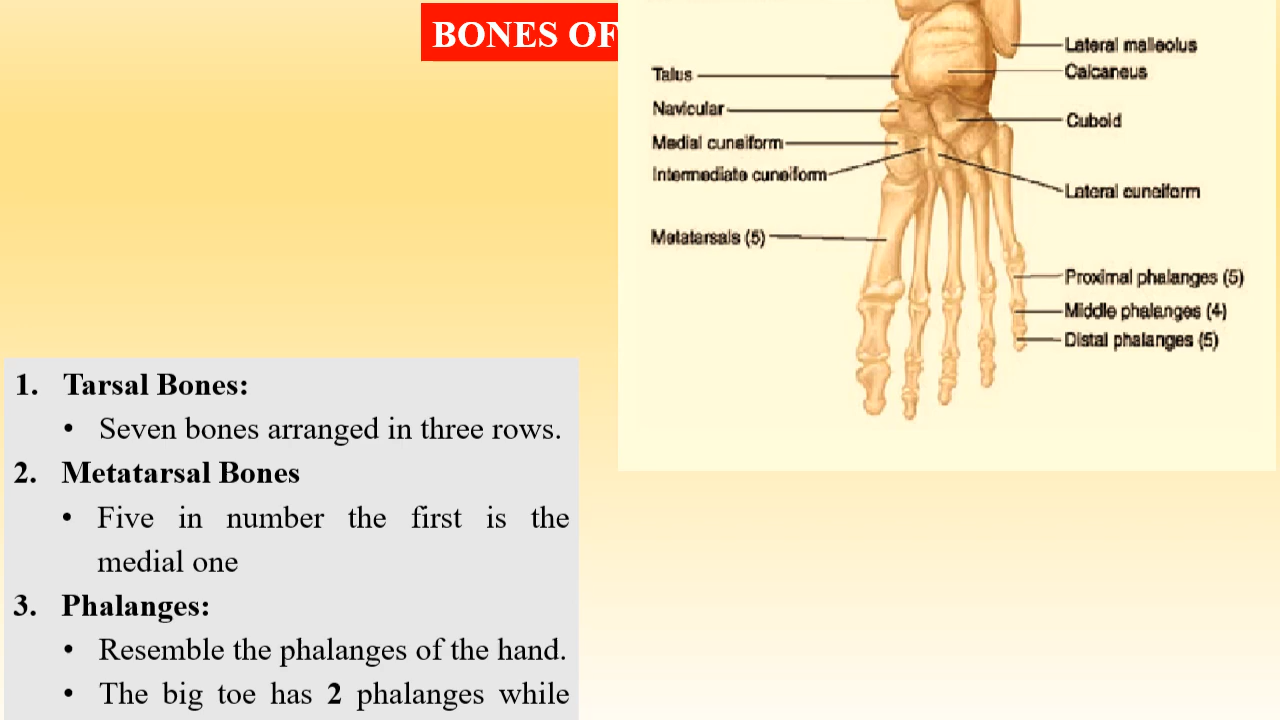 BONES OF
Lateral malleolus
Talus
Calcaneus
Navicular
Cuboid
Medial cuneiform
Intermediate cuneiform
Lateral cuneiform
Metatarsals (5)
Proximal phalanges (5)
Middle phalanges (4)
Distal phalanges (5)
1. Tarsal Bones:
• Seven bones arranged in three rows.
2. Metatarsal Bones
• Five in number the first is the
medial one
3. Phalanges:
• Resemble the phalanges of the hand.
• The big toe has 2 phalanges while